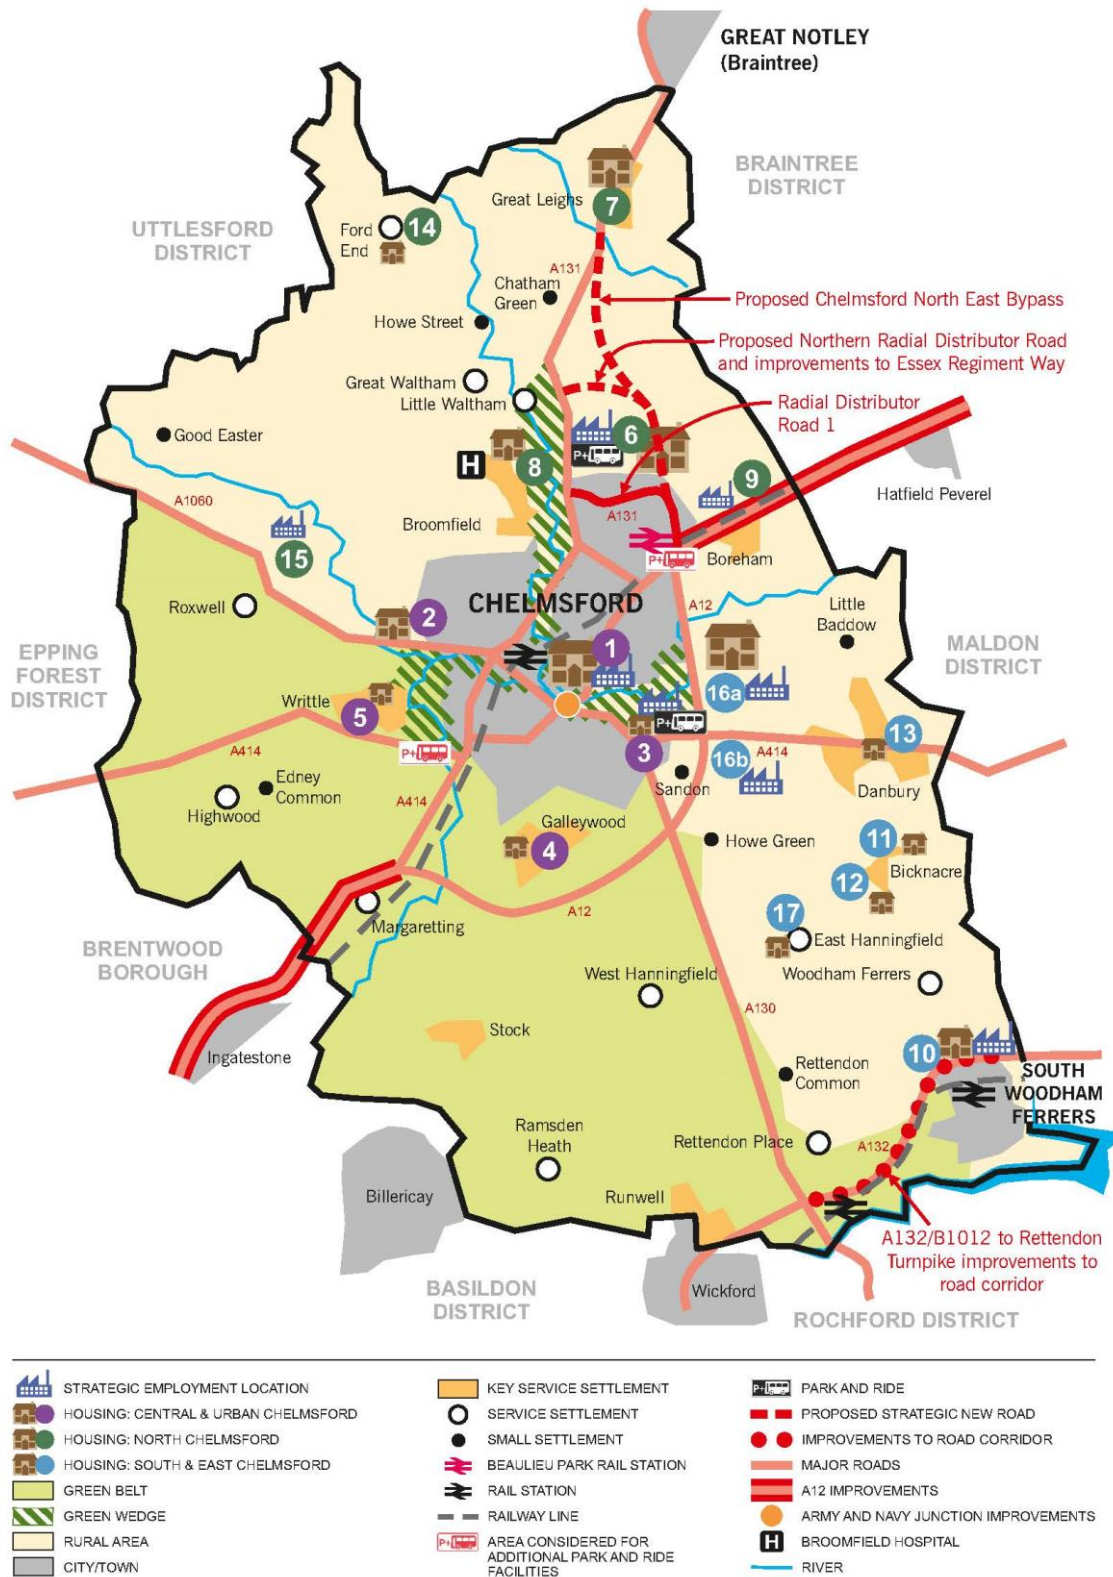 GREAT NOTLEY
(Braintree)
BRAINTREE
DISTRICT
UTTLESFORD
DISTRICT
Great Leighs
7
Ford
End
14
A131
Chatham
Green
Proposed Chelmsford North East Bypass
Howe Street
Proposed Northern Radial Distributor Road
and improvements to Essex Regiment Way
Great Waltham
Little Waltham
Radial Distributor
Road 1
Good Easter
6
P+
H
8
9
Hatfield Peverel
A1060
A131
Broomfield
15
P+
Boreham
Roxwell
CHELMSFORD
A12
Little
Baddow
2
EPPING
FOREST
DISTRICT
1
MALDON
DISTRICT
Writtle
16a
5
P+
13
3
16b
A414
A414
P+
Sandon
Edney
Common
Highwood
A414
Danbury
Galleywood
4
Howe Green
11
Bicknacre
12
A12
17
Margaretting
East Hanningfield
BRENTWOOD
BOROUGH
West Hanningfield
Woodham Ferrers
A130
Stock
Ingatestone
10
Rettendon
Common
SOUTH
WOODHAM
FERRERS
Ramsden
Heath
Rettendon Place
A132
Billericay
Runwell
A132/B1012 to Rettendon
Turnpike improvements to
road corridor
BASILDON
DISTRICT
Wickford
ROCHFORD DISTRICT
STRATEGIC EMPLOYMENT LOCATION
HOUSING: CENTRAL & URBAN CHELMSFORD
HOUSING: NORTH CHELMSFORD
HOUSING: SOUTH & EAST CHELMSFORD
GREEN BELT
GREEN WEDGE
RURAL AREA
CITY/TOWN
KEY SERVICE SETTLEMENT
SERVICE SETTLEMENT
SMALL SETTLEMENT
BEAULIEU PARK RAIL STATION
RAIL STATION
RAILWAY LINE
P+
AREA CONSIDERED FOR
ADDITIONAL PARK AND RIDE
FACILITIES
P+
PARK AND RIDE
PROPOSED STRATEGIC NEW ROAD
IMPROVEMENTS TO ROAD CORRIDOR
MAJOR ROADS
A12 IMPROVEMENTS
ARMY AND NAVY JUNCTION IMPROVEMENTS
H
BROOMFIELD HOSPITAL
RIVER